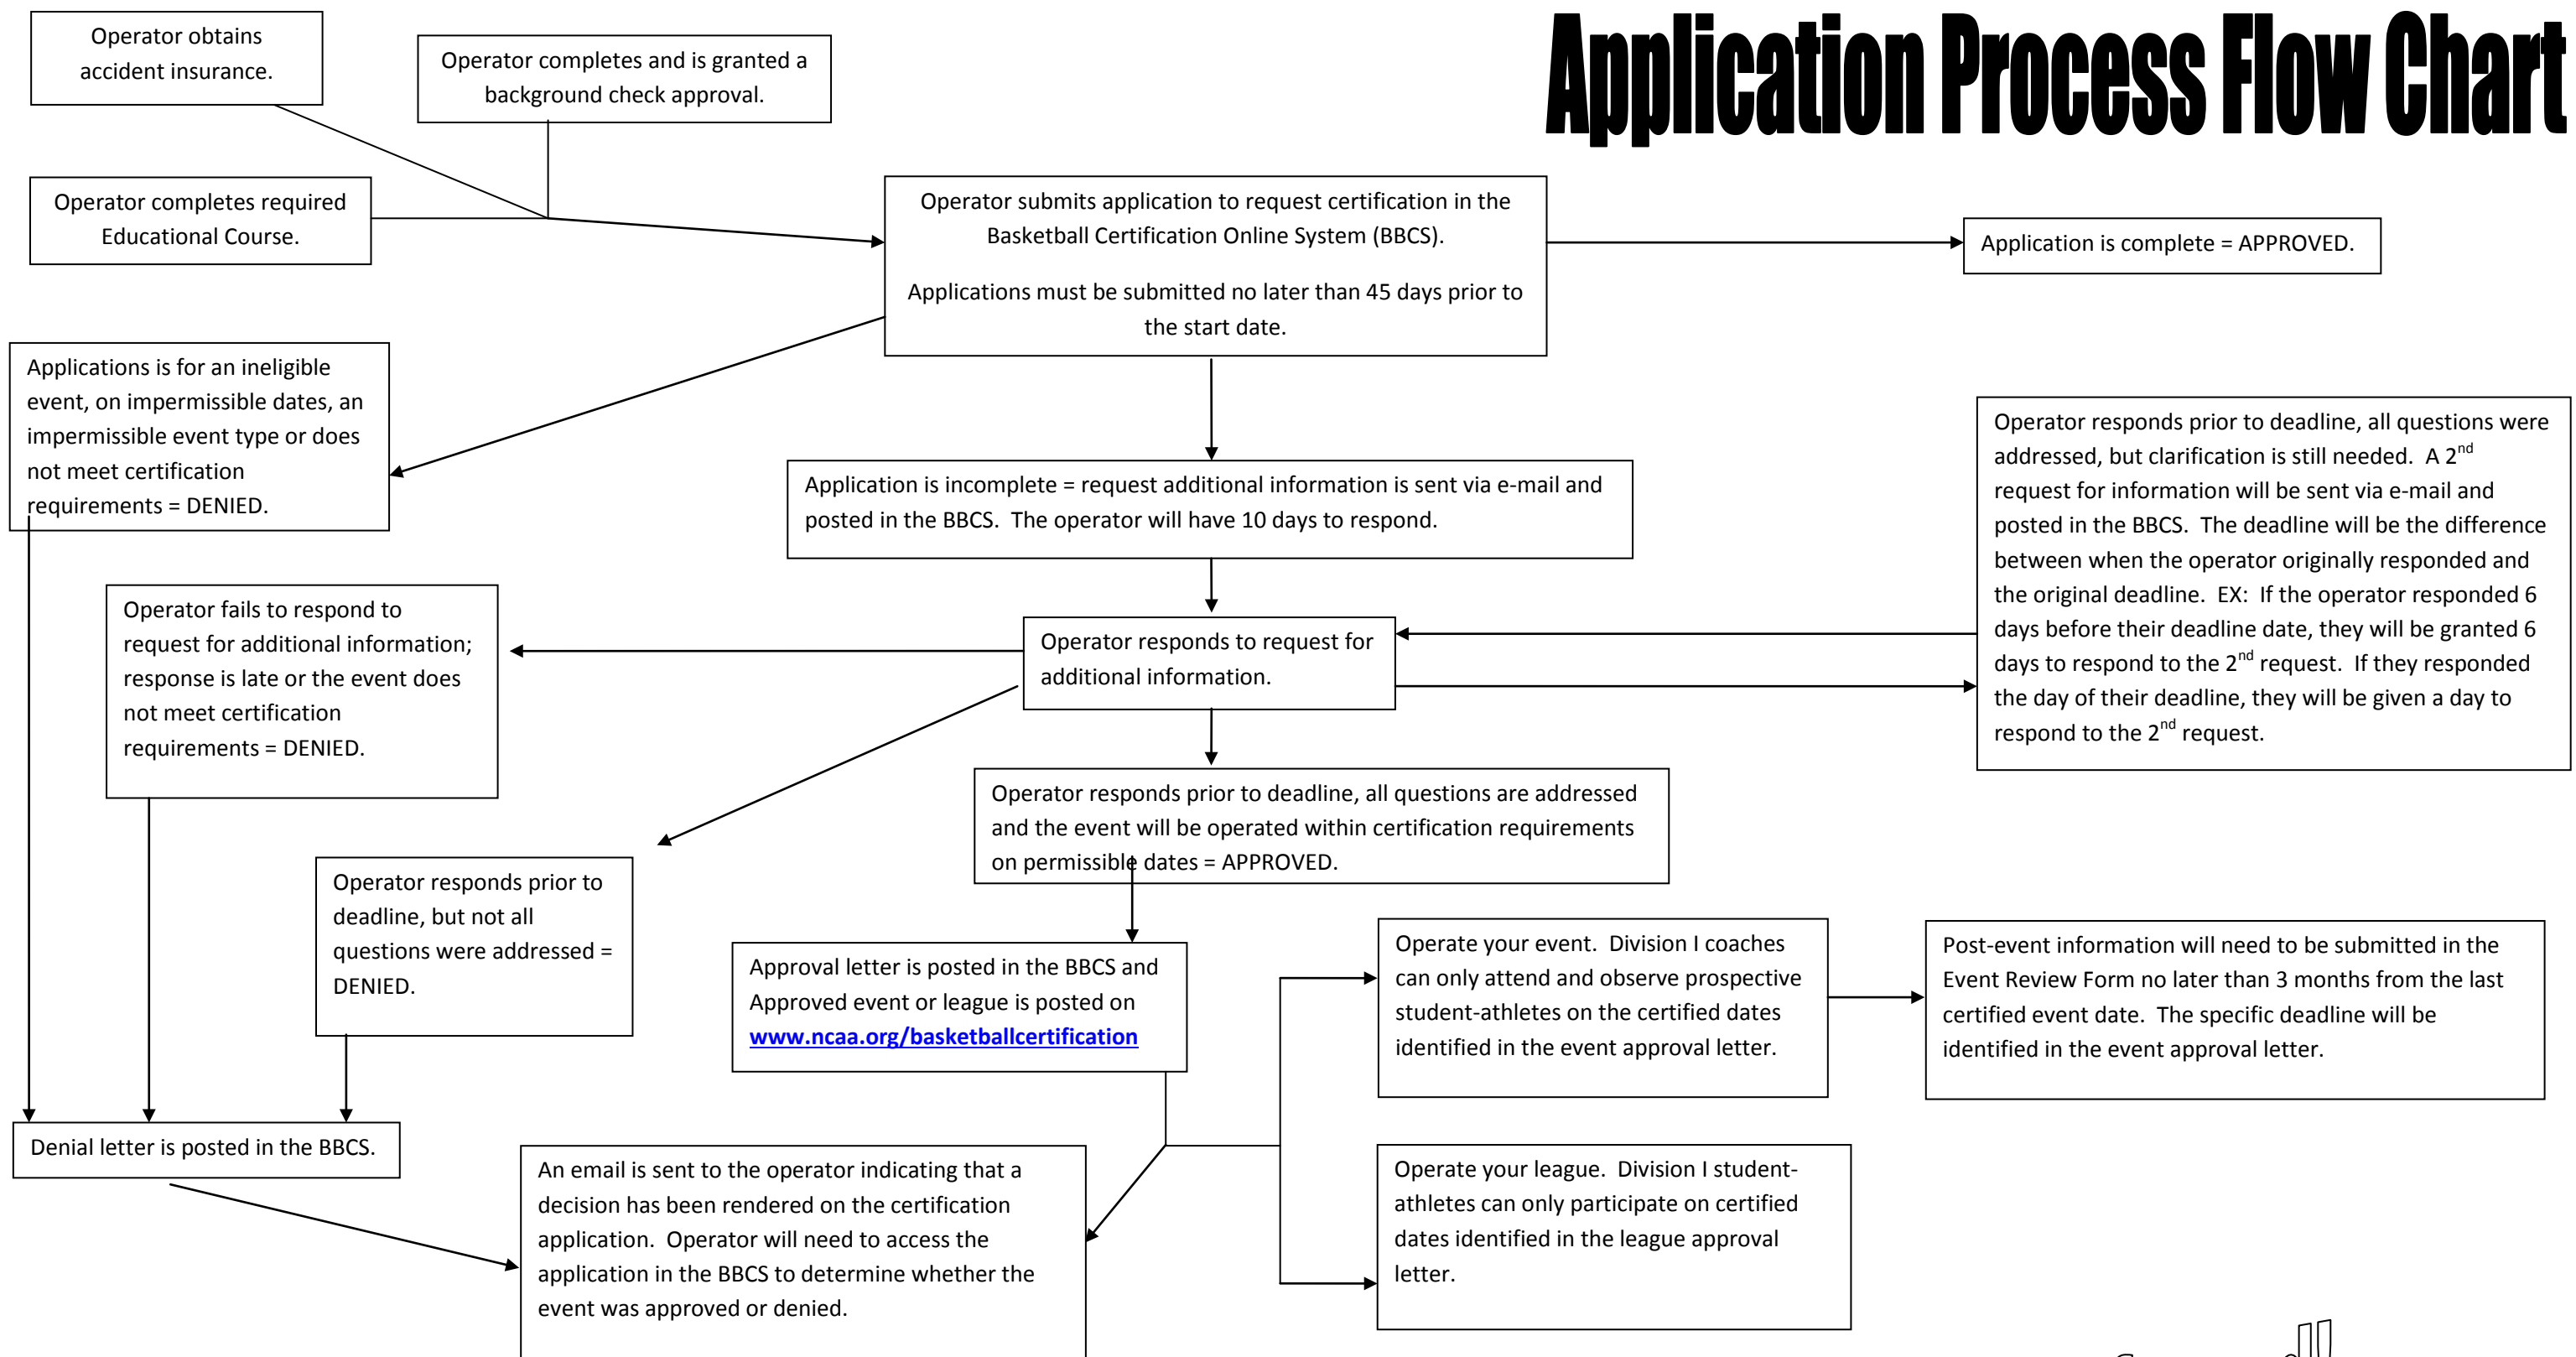 Application Process Flow Chart
Operator obtains
accident insurance.
Operator completes and is granted a
background check approval.
Operator completes required
Educational Course.
Operator submits application to request certification in the
Basketball Certification Online System (BBCS).
Applications must be submitted no later than 45 days prior to
the start date.
Application is complete = APPROVED.
Applications is for an ineligible
event, on impermissible dates, an
impermissible event type or does
not meet certification
requirements = DENIED.
Application is incomplete = request additional information is sent via e-mail and
posted in the BBCS.  The operator will have 10 days to respond.
Operator responds prior to deadline, all questions were
addressed, but clarification is still needed.  A 2nd
request for information will be sent via e-mail and
posted in the BBCS.  The deadline will be the difference
between when the operator originally responded and
the original deadline.  EX:  If the operator responded 6
days before their deadline date, they will be granted 6
days to respond to the 2nd request.  If they responded
the day of their deadline, they will be given a day to
respond to the 2nd request.
Operator fails to respond to
request for additional information;
response is late or the event does
not meet certification
requirements = DENIED.
Operator responds to request for
additional information.
Operator responds prior to deadline, all questions are addressed
and the event will be operated within certification requirements
on permissible dates = APPROVED.
Operator responds prior to
deadline, but not all
questions were addressed =
DENIED.
Approval letter is posted in the BBCS and
Approved event or league is posted on
www.ncaa.org/basketballcertification
Operate your event.  Division I coaches
can only attend and observe prospective
student-athletes on the certified dates
identified in the event approval letter.
Post-event information will need to be submitted in the
Event Review Form no later than 3 months from the last
certified event date.  The specific deadline will be
identified in the event approval letter.
Denial letter is posted in the BBCS.
An email is sent to the operator indicating that a
decision has been rendered on the certification
application.  Operator will need to access the
application in the BBCS to determine whether the
event was approved or denied.
Operate your league.  Division I student-
athletes can only participate on certified
dates identified in the league approval
letter.